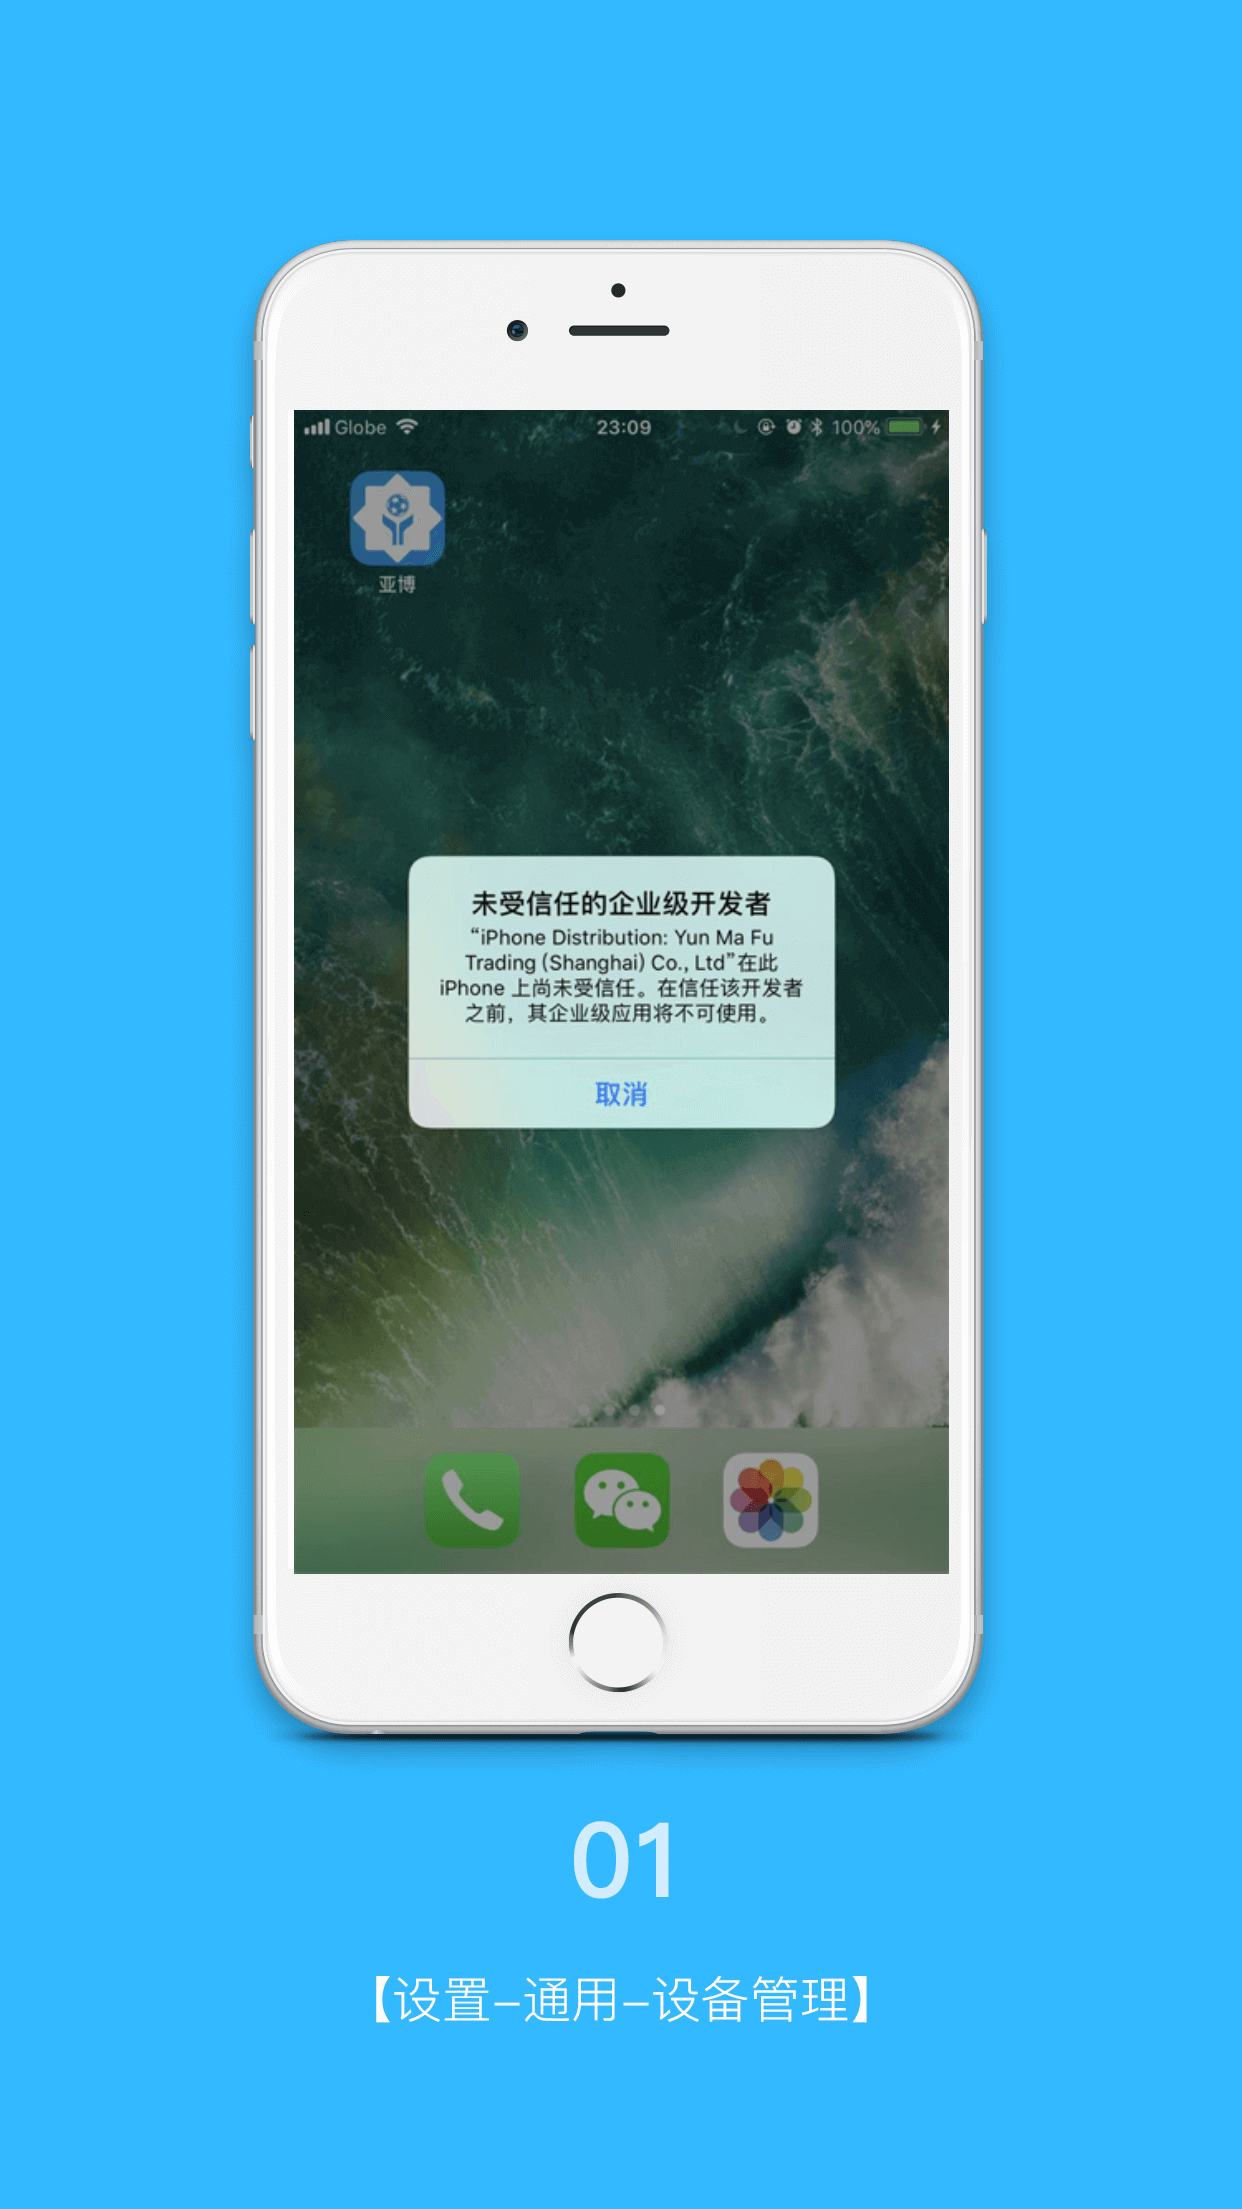 Globe
23:09
100%
亚博
未受信任的企业级开发者
“iPhone Distribution: Yun Ma Fu
Trading (Shanghai) Co., Ltd”在此
iPhone 上尚未受信任。在信任该开发者
之前，其企业级应用将不可使用。
取消
01
【设置–通用–设备管理】